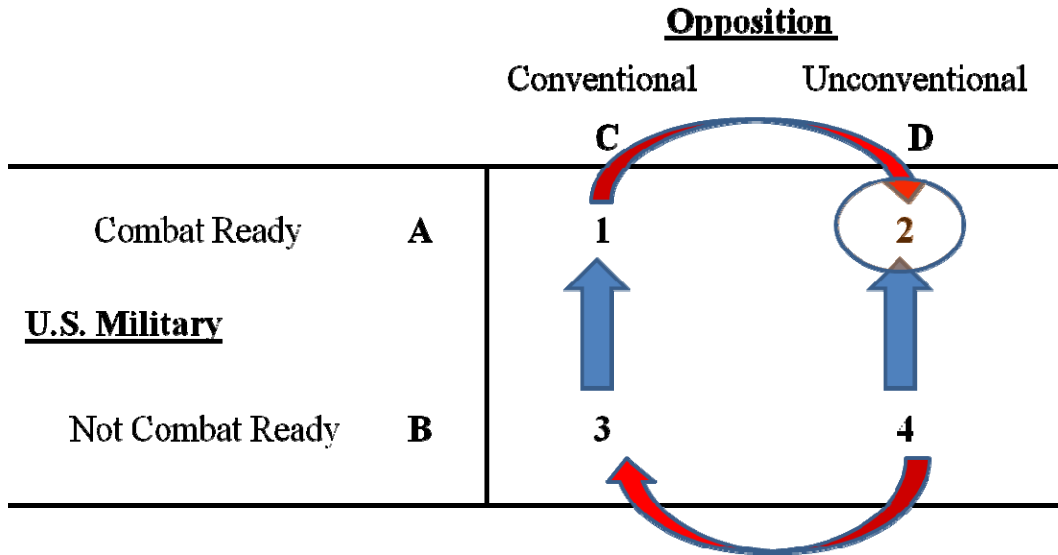 Opposition
Conventional Unconventional
C D
Combat Ready A 1 2
U.S. Military
Not Combat Ready B 3 4